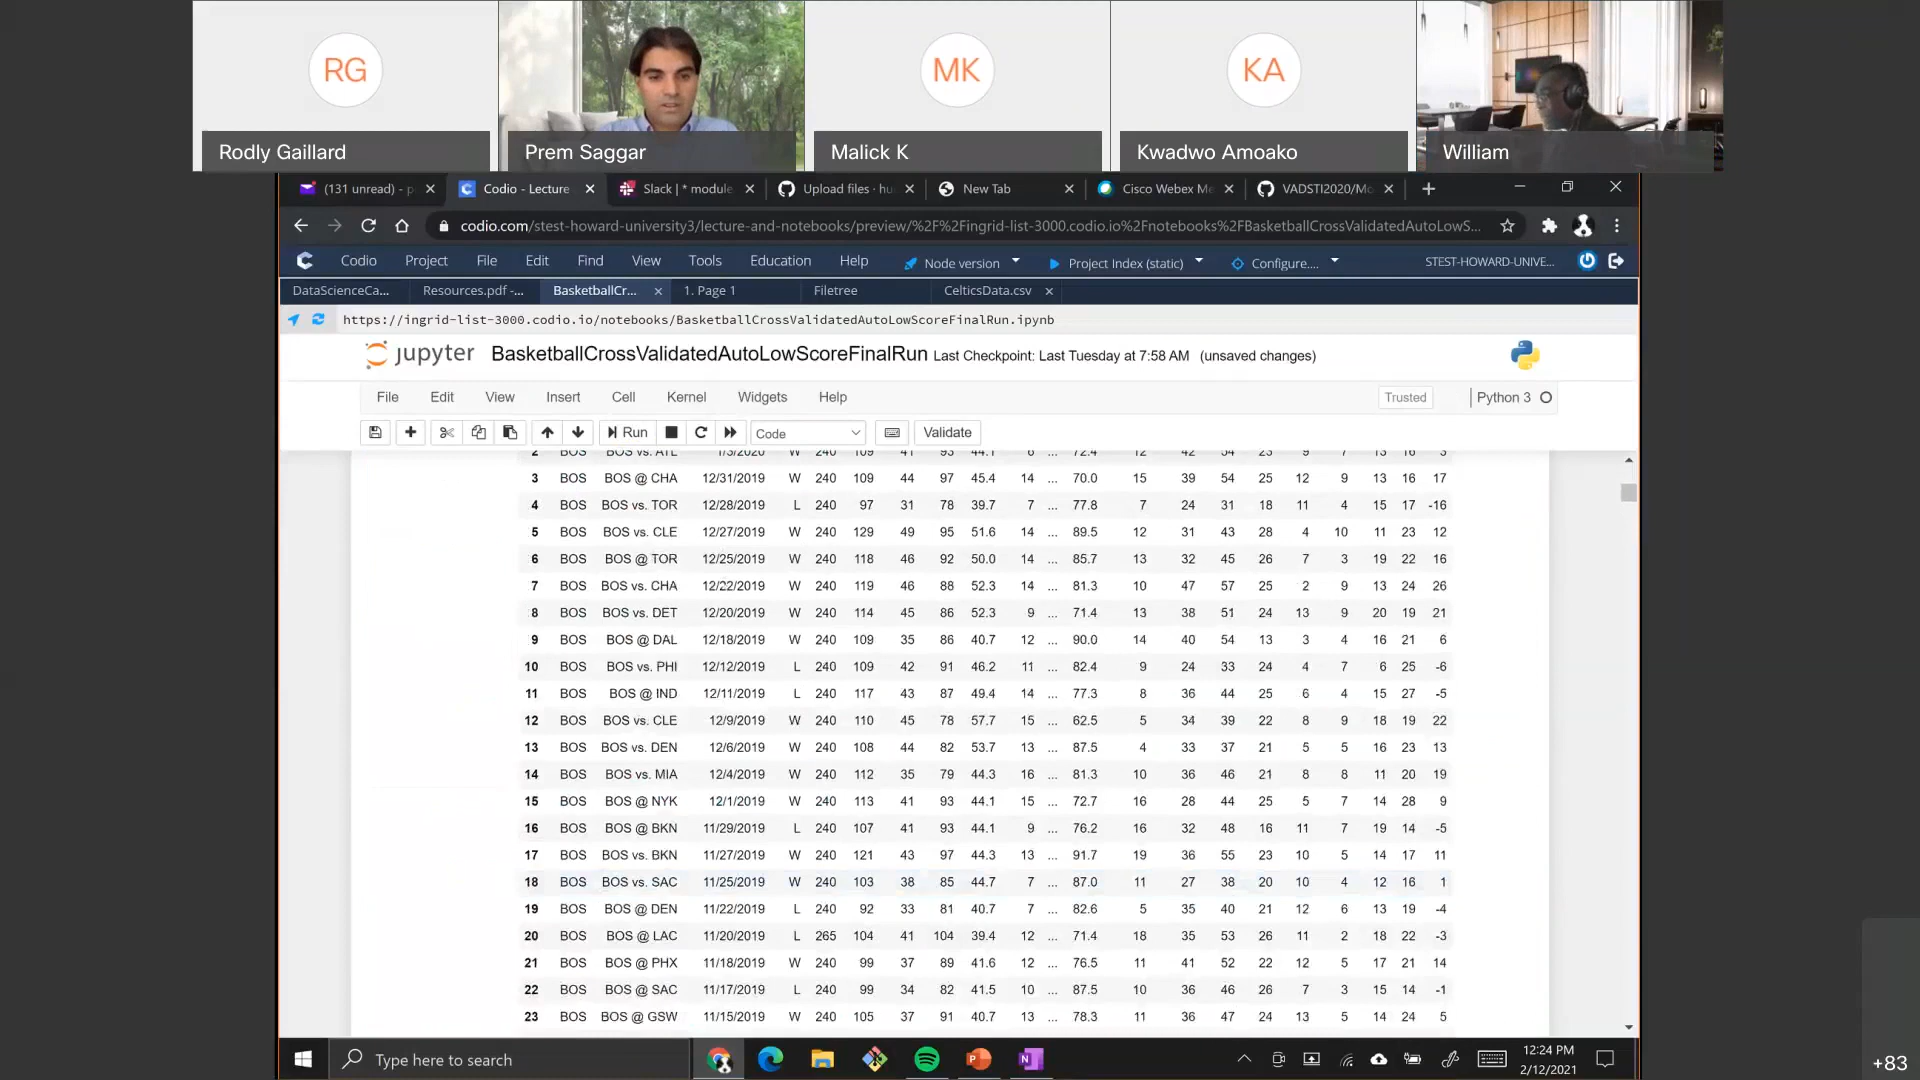 RG
MK
KA
Rodly Gaillard
Prem Saggar
Malick K
Kwadwo Amoako
William
(131 unread) - p
Codio - Lecture
Slack | * module.
Upload files · hu
New Tab
Cisco Webex Me
VADSTI2020/Mo
codio.com/stest-howard-university3/lecture-and-notebooks/preview/%2F%2Fingrid-list-3000.codio.io%2Fnotebooks%2FBasketballCrossValidatedAutoLowS...
Codio Project File Edit Find View Tools Education Help Node version Project Index (static) Configure.... STEST-HOWARD-UNIVE...
DataScienceCa... Resources.pdf -... BasketballCr... 1. Page 1 Filetree CelticsData.csv
https://ingrid-list-3000.codio.io/notebooks/BasketballCrossValidatedAutoLowScoreFinalRun.ipynb
jupyter BasketballCrossValidatedAutoLowScoreFinalRun Last Checkpoint: Last Tuesday at 7:58 AM (unsaved changes)
File Edit View Insert Cell Kernel Widgets Help Trusted Python 3
Run Code Validate
2 BOS BOS vs. ATL 1/3/2020 W 240 109 41 93 44.1 6 ... 72.4 12 42 54 23 9 7 13 16 3
3 BOS BOS @ CHA 12/31/2019 W 240 109 44 97 45.4 14 ... 70.0 15 39 54 25 12 9 13 16 17
4 BOS BOS vs. TOR 12/28/2019 L 240 97 31 78 39.7 7 ... 77.8 7 24 31 18 11 4 15 17 -16
5 BOS BOS vs. CLE 12/27/2019 W 240 129 49 95 51.6 14 ... 89.5 12 31 43 28 4 10 11 23 12
6 BOS BOS @ TOR 12/25/2019 W 240 118 46 92 50.0 14 ... 85.7 13 32 45 26 7 3 19 22 16
7 BOS BOS vs. CHA 12/22/2019 W 240 119 46 88 52.3 14 ... 81.3 10 47 57 25 2 9 13 24 26
8 BOS BOS vs. DET 12/20/2019 W 240 114 45 86 52.3 9 ... 71.4 13 38 51 24 13 9 20 19 21
9 BOS BOS @ DAL 12/18/2019 W 240 109 35 86 40.7 12 ... 90.0 14 40 54 13 3 4 16 21 6
10 BOS BOS vs. PHI 12/12/2019 L 240 109 42 91 46.2 11 ... 82.4 9 24 33 24 4 7 6 25 -6
11 BOS BOS @ IND 12/11/2019 L 240 117 43 87 49.4 14 ... 77.3 8 36 44 25 6 4 15 27 -5
12 BOS BOS vs. CLE 12/9/2019 W 240 110 45 78 57.7 15 ... 62.5 5 34 39 22 8 9 18 19 22
13 BOS BOS vs. DEN 12/6/2019 W 240 108 44 82 53.7 13 ... 87.5 4 33 37 21 5 5 16 23 13
14 BOS BOS vs. MIA 12/4/2019 W 240 112 35 79 44.3 16 ... 81.3 10 36 46 21 8 8 11 20 19
15 BOS BOS @ NYK 12/1/2019 W 240 113 41 93 44.1 15 ... 72.7 16 28 44 25 5 7 14 28 9
16 BOS BOS @ BKN 11/29/2019 L 240 107 41 93 44.1 9 ... 76.2 16 32 48 16 11 7 19 14 -5
17 BOS BOS vs. BKN 11/27/2019 W 240 121 43 97 44.3 13 ... 91.7 19 36 55 23 10 5 14 17 11
18 BOS BOS vs. SAC 11/25/2019 W 240 103 38 85 44.7 7 ... 87.0 11 27 38 20 10 4 12 16 1
19 BOS BOS @ DEN 11/22/2019 L 240 92 33 81 40.7 7 ... 82.6 5 35 40 21 12 6 13 19 -4
20 BOS BOS @ LAC 11/20/2019 L 265 104 41 104 39.4 12 ... 71.4 18 35 53 26 11 2 18 22 -3
21 BOS BOS @ PHX 11/18/2019 W 240 99 37 89 41.6 12 ... 76.5 11 41 52 22 12 5 17 21 14
22 BOS BOS @ SAC 11/17/2019 L 240 99 34 82 41.5 10 ... 87.5 10 36 46 26 7 3 15 14 -1
23 BOS BOS @ GSW 11/15/2019 W 240 105 37 91 40.7 13 ... 78.3 11 36 47 24 13 5 14 24 5
Type here to search
12:24 PM
2/12/2021
+83